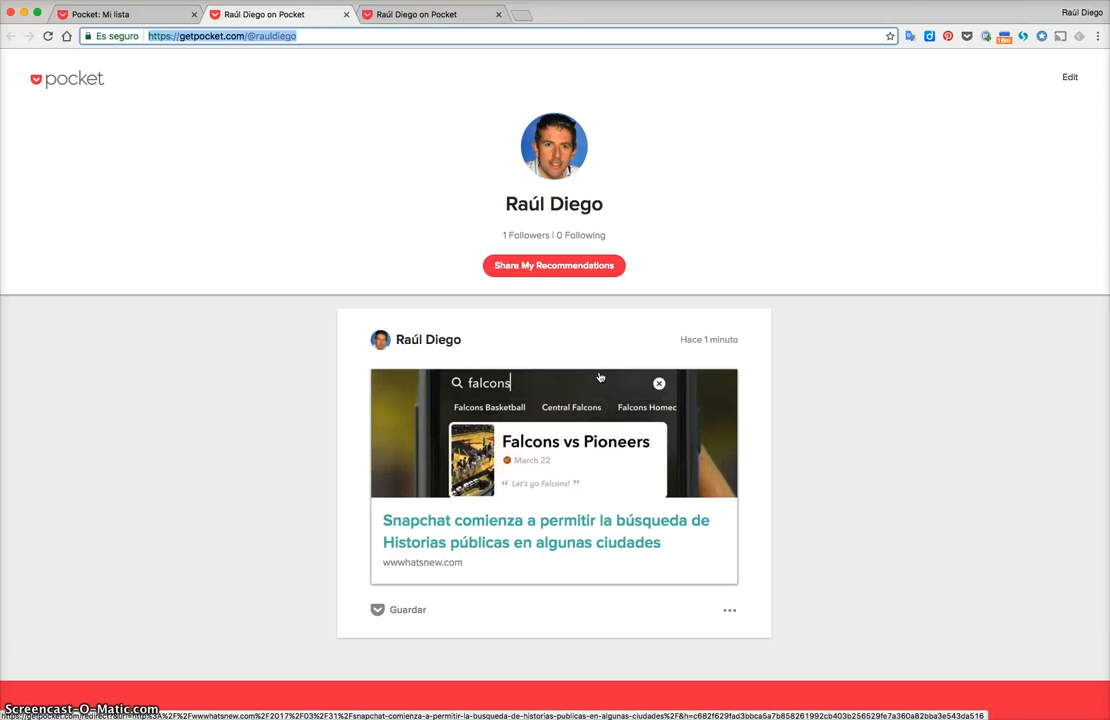 Pocket: Mi lista
Raúl Diego on Pocket
Raúl Diego on Pocket
Raúl Diego
Es seguro
https://getpocket.com/@rauldiego
pocket
Edit
Raúl Diego
1 Followers | 0 Following
Share My Recommendations
Raúl Diego
Hace 1 minuto
falcons
Falcons Basketball
Central Falcons
Falcons Homec
Falcons vs Pioneers
March 22
“ Let's go Falcons! ”
Snapchat comienza a permitir la búsqueda de
Historias públicas en algunas ciudades
wwwhatsnew.com
Guardar
Screencast-O-Matic.com